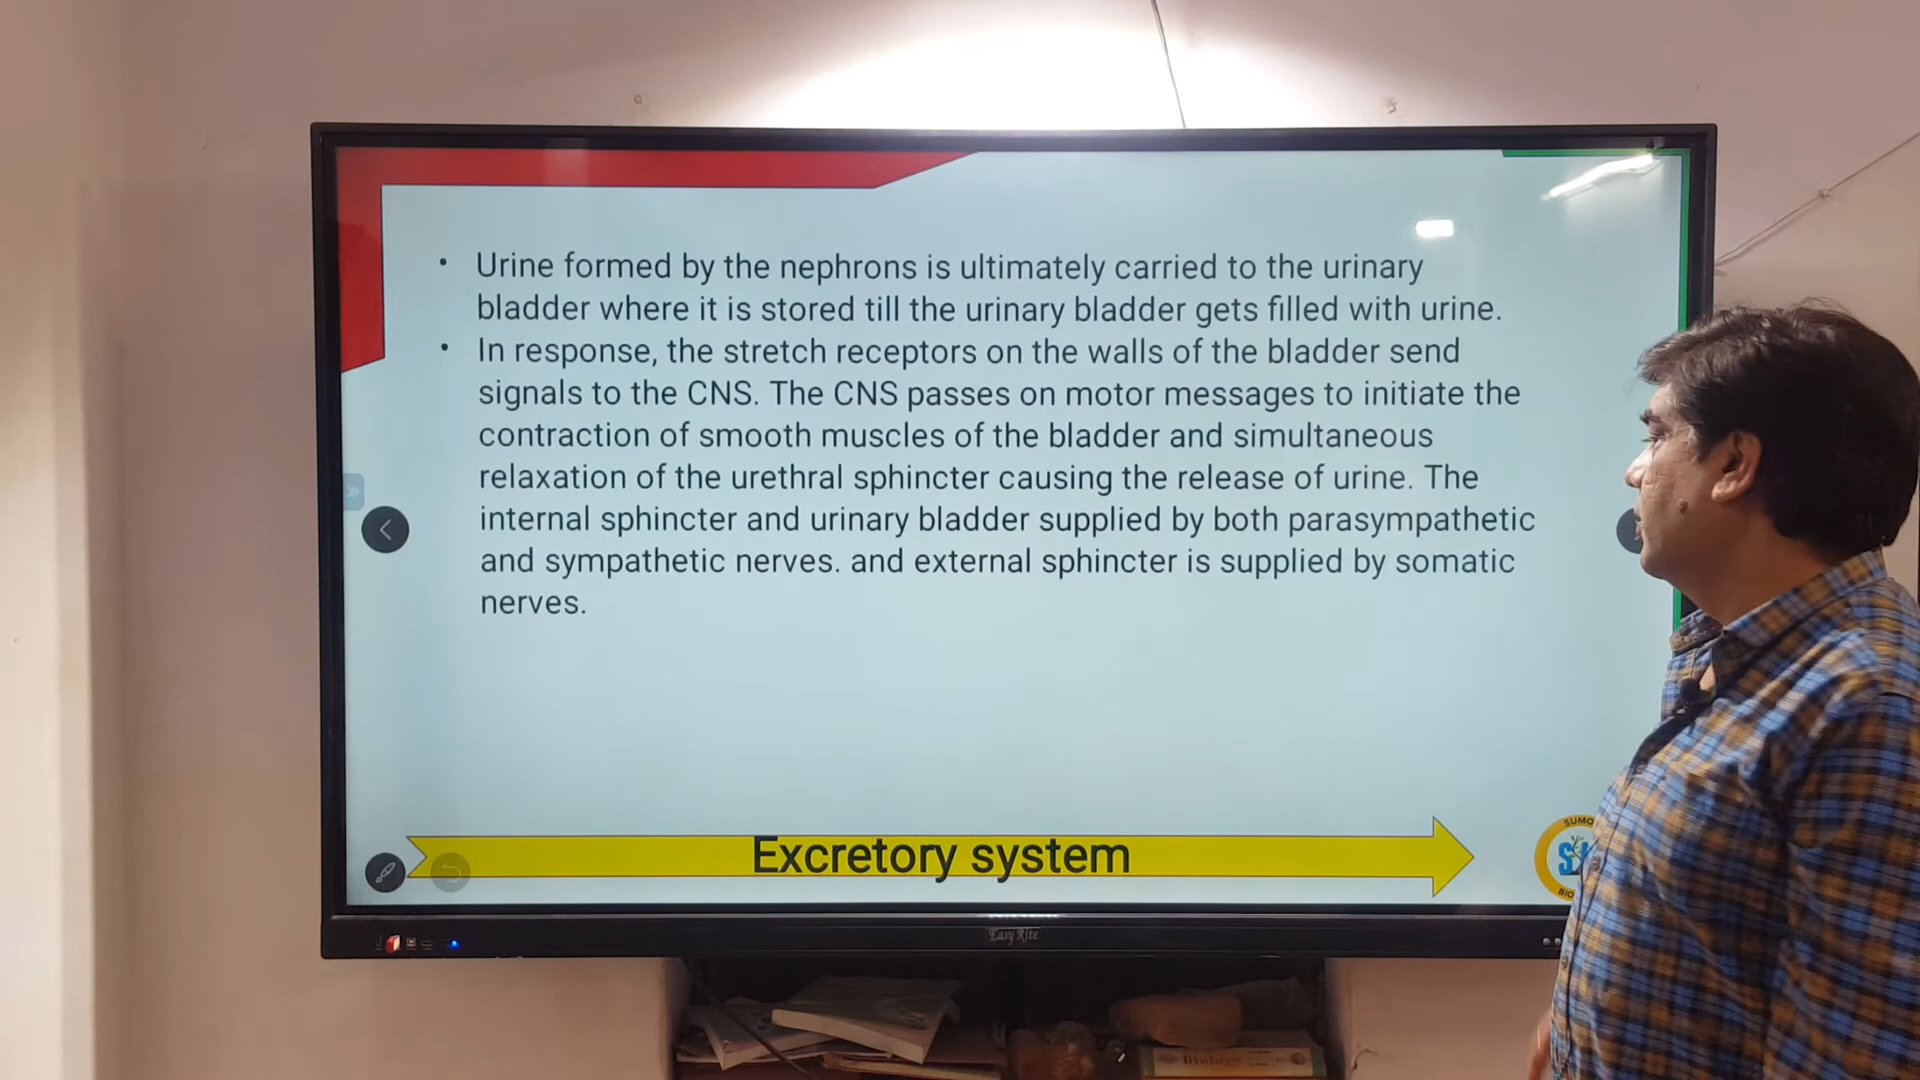 • Urine formed by the nephrons is ultimately carried to the urinary
bladder where it is stored till the urinary bladder gets filled with urine.
• In response, the stretch receptors on the walls of the bladder send
signals to the CNS. The CNS passes on motor messages to initiate the
contraction of smooth muscles of the bladder and simultaneous
relaxation of the urethral sphincter causing the release of urine. The
internal sphincter and urinary bladder supplied by both parasympathetic
and sympathetic nerves. and external sphincter is supplied by somatic
nerves.
Excretory system
SUMO
BIO
EasyRite
Biology